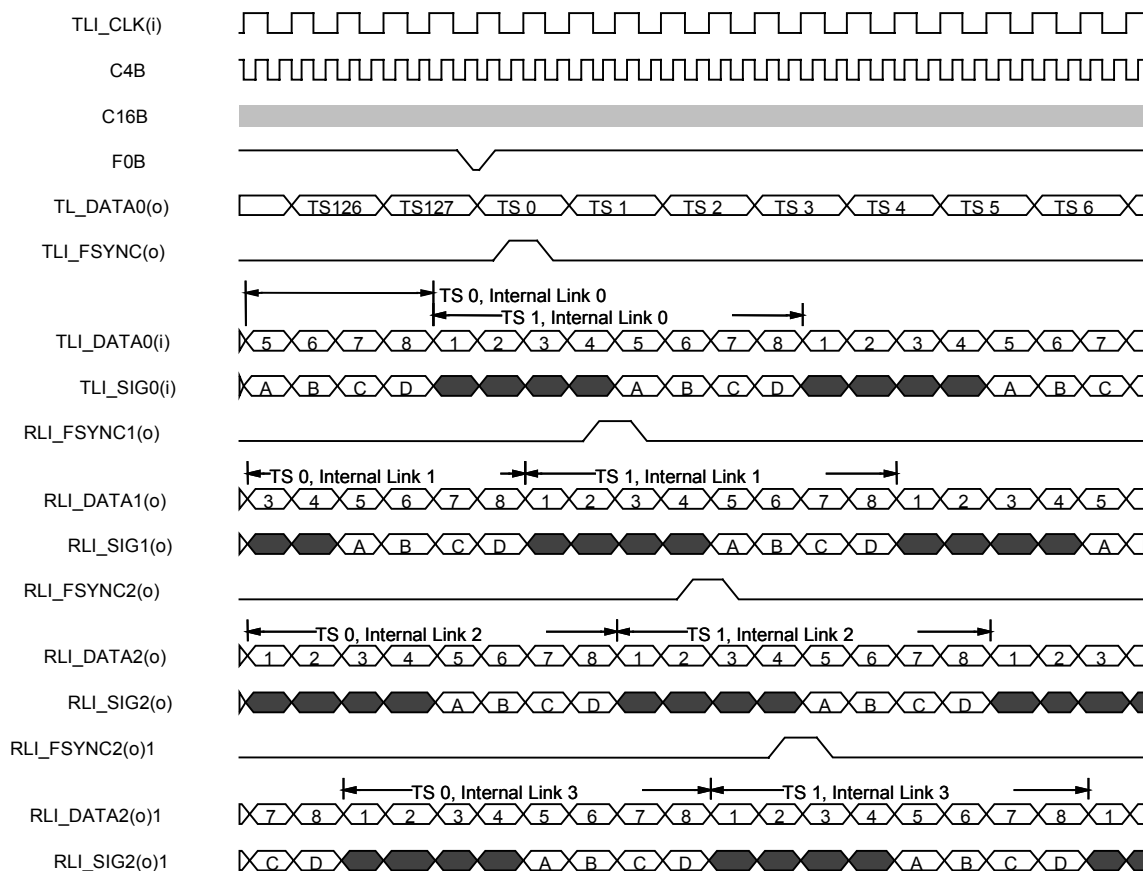 TLI_CLK(i)
C4B
C16B
F0B
TL_DATA0(o) TS126 TS127 TS 0 TS 1 TS 2 TS 3 TS 4 TS 5 TS 6
TLI_FSYNC(o)
TS 0, Internal Link 0
TS 1, Internal Link 0
TLI_DATA0(i) 5 6 7 8 1 2 3 4 5 6 7 8 1 2 3 4 5 6 7
TLI_SIG0(i) A B C D A B C D A B C
RLI_FSYNC1(o)
TS 0, Internal Link 1 TS 1, Internal Link 1
RLI_DATA1(o) 3 4 5 6 7 8 1 2 3 4 5 6 7 8 1 2 3 4 5
RLI_SIG1(o) A B C D A B C D A
RLI_FSYNC2(o)
TS 0, Internal Link 2 TS 1, Internal Link 2
RLI_DATA2(o) 1 2 3 4 5 6 7 8 1 2 3 4 5 6 7 8 1 2 3
RLI_SIG2(o) A B C D A B C D
RLI_FSYNC2(o)1
TS 0, Internal Link 3 TS 1, Internal Link 3
RLI_DATA2(o)1 7 8 1 2 3 4 5 6 7 8 1 2 3 4 5 6 7 8 1
RLI_SIG2(o)1 C D A B C D A B C D